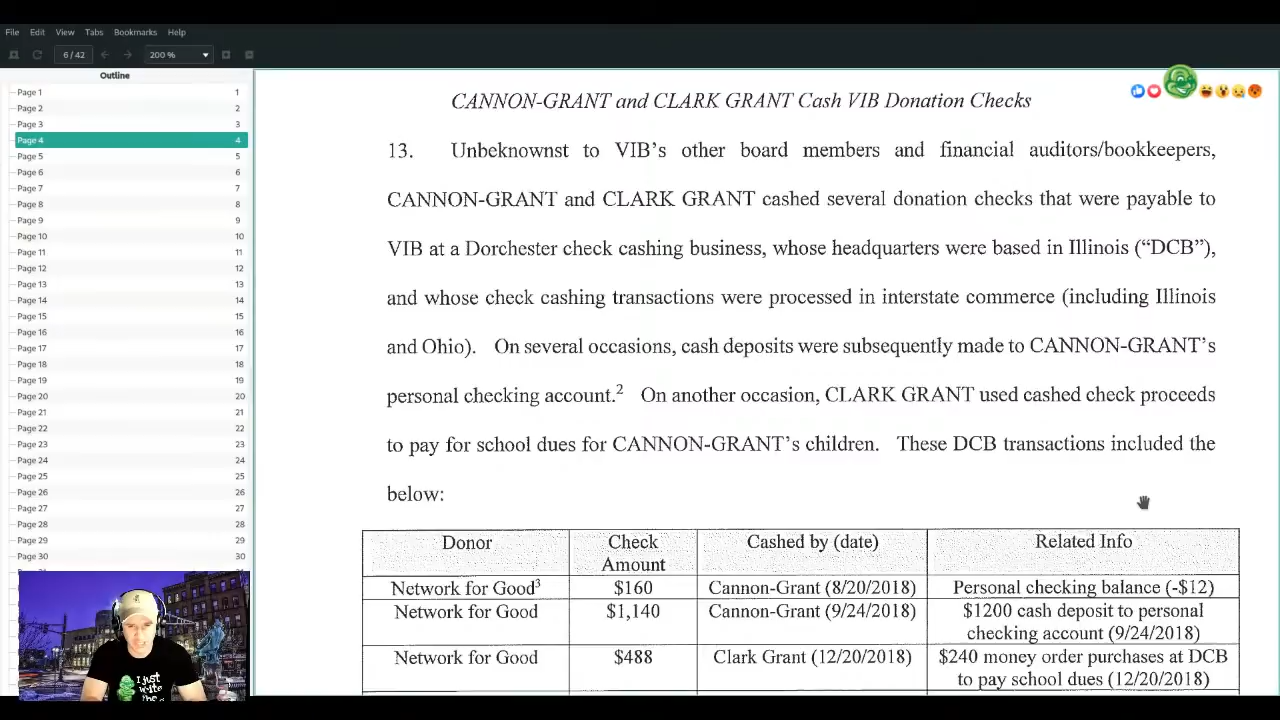 File Edit View Tabs Bookmarks Help
6 / 42 200 %
Outline
Page 1 1
Page 2 2
Page 3 3
Page 4 4
Page 5 5
Page 6 6
Page 7 7
Page 8 8
Page 9 9
Page 10 10
Page 11 11
Page 12 12
Page 13 13
Page 14 14
Page 15 15
Page 16 16
Page 17 17
Page 18 18
Page 19 19
Page 20 20
Page 21 21
Page 22 22
Page 23 23
Page 24 24
Page 25 25
Page 26 26
Page 27 27
Page 28 28
Page 29 29
Page 30 30
CANNON-GRANT and CLARK GRANT Cash VIB Donation Checks
13. Unbeknownst to VIB's other board members and financial auditors/bookkeepers,
CANNON-GRANT and CLARK GRANT cashed several donation checks that were payable to
VIB at a Dorchester check cashing business, whose headquarters were based in Illinois ("DCB"),
and whose check cashing transactions were processed in interstate commerce (including Illinois
and Ohio). On several occasions, cash deposits were subsequently made to CANNON-GRANT's
personal checking account.2 On another occasion, CLARK GRANT used cashed check proceeds
to pay for school dues for CANNON-GRANT's children. These DCB transactions included the
below:
Donor Check Amount Cashed by (date) Related Info
Network for Good3 $160 Cannon-Grant (8/20/2018) Personal checking balance (-$12)
Network for Good $1,140 Cannon-Grant (9/24/2018) $1200 cash deposit to personal
checking account (9/24/2018)
Network for Good $488 Clark Grant (12/20/2018) $240 money order purchases at DCB
to pay school dues (12/20/2018)
I just